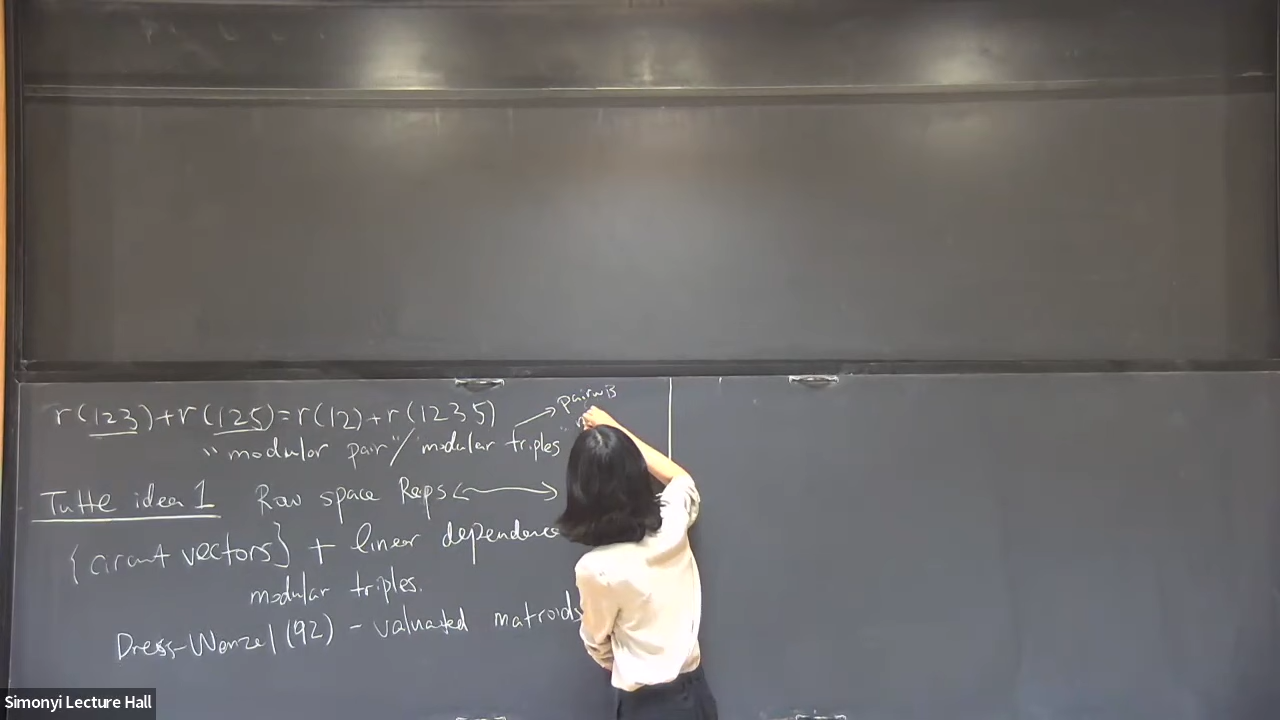 r(123)+r(125)=r(12)+r(1235)
"modular pair"/modular triples
Tutte idea 1 Row space Reps
{circuit vectors} + linear dependence
modular triples.
Dress-Wenzel(92) - valuated matroids
Simonyi Lecture Hall